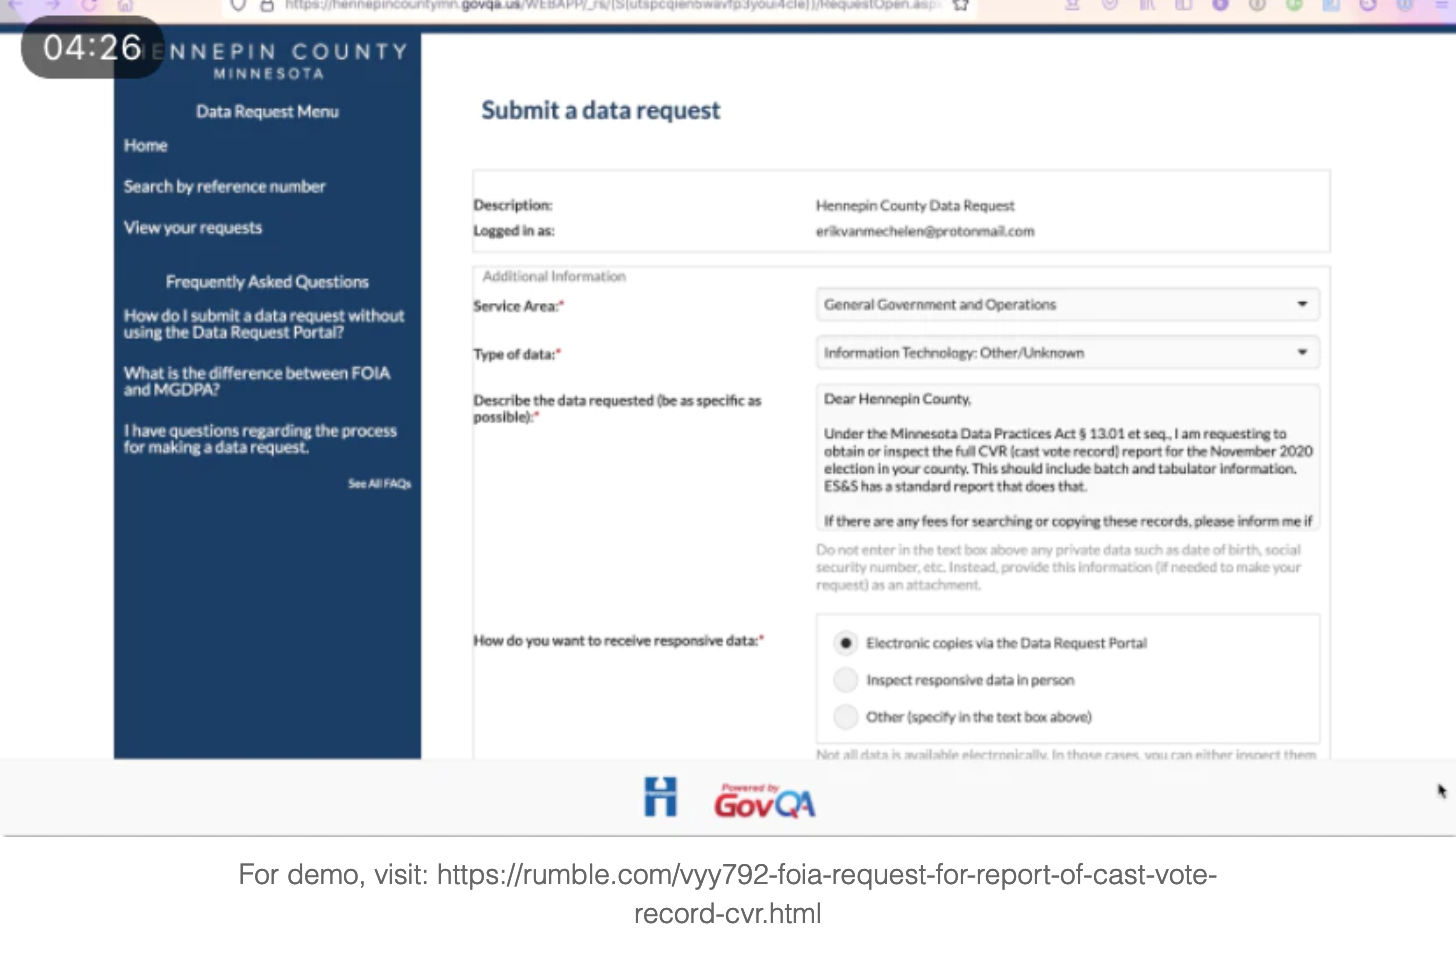 04:26
HENNEPIN COUNTY
MINNESOTA
Data Request Menu
Home
Search by reference number
View your requests
Frequently Asked Questions
How do I submit a data request without
using the Data Request Portal?
What is the difference between FOIA
and MGDPA?
I have questions regarding the process
for making a data request.
See All FAQs
Submit a data request
Description:
Hennepin County Data Request
Logged in as:
erikvanmechelen@protonmail.com
Additional Information
Service Area:*
General Government and Operations
Type of data:*
Information Technology: Other/Unknown
Describe the data requested (be as specific as
possible):*
Dear Hennepin County,
Under the Minnesota Data Practices Act § 13.01 et seq., I am requesting to
obtain or inspect the full CVR (cast vote record) report for the November 2020
election in your county. This should include batch and tabulator information.
ES&S has a standard report that does that.
If there are any fees for searching or copying these records, please inform me if
Do not enter in the text box above any private data such as date of birth, social
security number, etc. Instead, provide this information (if needed to make your
request) as an attachment.
How do you want to receive responsive data:*
Electronic copies via the Data Request Portal
Inspect responsive data in person
Other (specify in the text box above)
Not all data is available electronically. In those cases, you can either inspect them
Hennepin
Powered by
GovQA
For demo, visit: https://rumble.com/vyy792-foia-request-for-report-of-cast-vote-
record-cvr.html